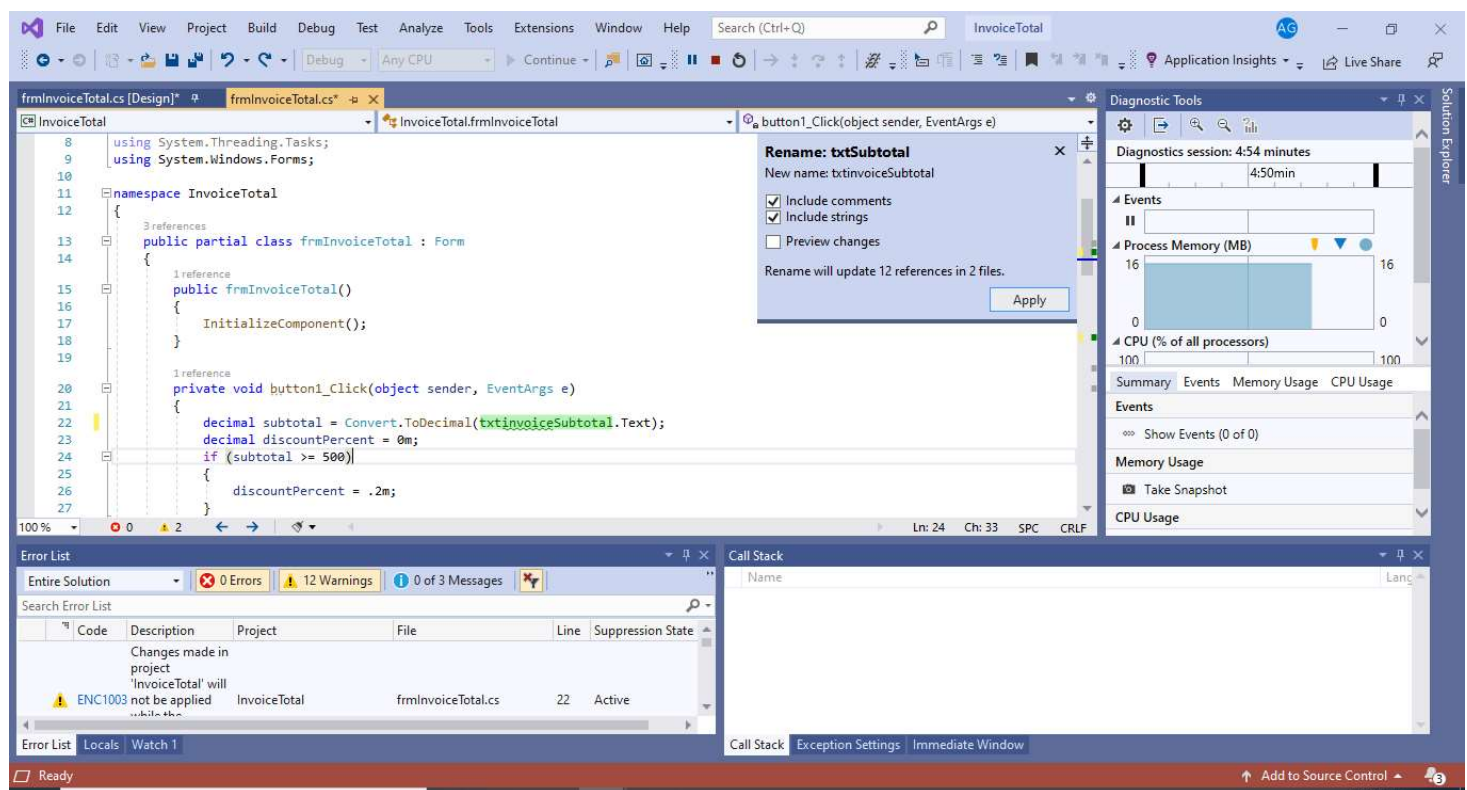 File Edit View Project Build Debug Test Analyze Tools Extensions Window Help Search (Ctrl+Q) InvoiceTotal AG
Debug Any CPU Continue Application Insights Live Share
frmInvoiceTotal.cs [Design]* frmInvoiceTotal.cs*
InvoiceTotal InvoiceTotal.frmInvoiceTotal button1_Click(object sender, EventArgs e)
8 using System.Threading.Tasks;
9 using System.Windows.Forms;
10
11 namespace InvoiceTotal
12 {
3 references
13 public partial class frmInvoiceTotal : Form
14 {
1 reference
15 public frmInvoiceTotal()
16 {
17 InitializeComponent();
18 }
19
1 reference
20 private void button1_Click(object sender, EventArgs e)
21 {
22 decimal subtotal = Convert.ToDecimal(txtinvoiceSubtotal.Text);
23 decimal discountPercent = 0m;
24 if (subtotal >= 500)
25 {
26 discountPercent = .2m;
27 }
100 % 0 2 Ln: 24 Ch: 33 SPC CRLF
Rename: txtSubtotal
New name: txtinvoiceSubtotal
Include comments
Include strings
Preview changes
Rename will update 12 references in 2 files.
Apply
Diagnostic Tools
Diagnostics session: 4:54 minutes
4:50min
Events
Process Memory (MB)
16 16
0 0
CPU (% of all processors)
100 100
Summary Events Memory Usage CPU Usage
Events
Show Events (0 of 0)
Memory Usage
Take Snapshot
CPU Usage
Solution Explorer
Error List
Entire Solution 0 Errors 12 Warnings 0 of 3 Messages
Search Error List
Code Description Project File Line Suppression State
Changes made in
project
'InvoiceTotal' will
ENC1003 not be applied InvoiceTotal frmInvoiceTotal.cs 22 Active
while the
Error List Locals Watch 1
Call Stack
Name Lang
Call Stack Exception Settings Immediate Window
Ready Add to Source Control 3